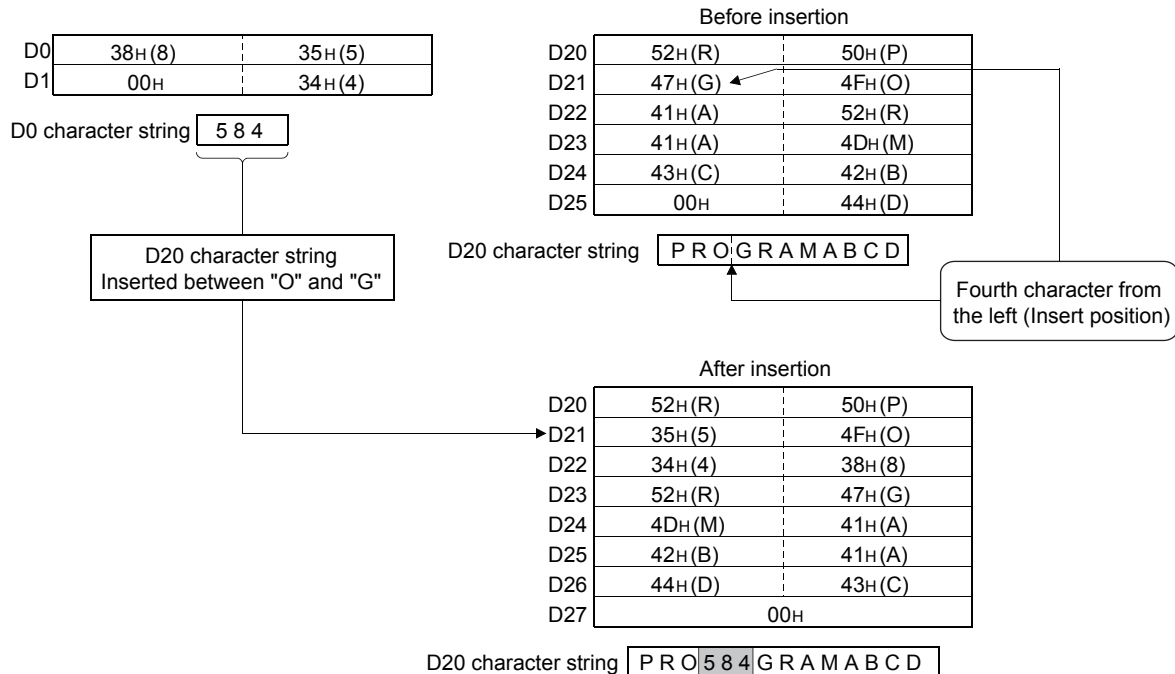 D0 38H(8) 35H(5)
D1 00H 34H(4)
D0 character string 5 8 4
D20 character string
Inserted between "O" and "G"
Before insertion
D20 52H(R) 50H(P)
D21 47H(G) 4FH(O)
D22 41H(A) 52H(R)
D23 41H(A) 4DH(M)
D24 43H(C) 42H(B)
D25 00H 44H(D)
D20 character string P R O G R A M A B C D
Fourth character from
the left (Insert position)
After insertion
D20 52H(R) 50H(P)
D21 35H(5) 4FH(O)
D22 34H(4) 38H(8)
D23 52H(R) 47H(G)
D24 4DH(M) 41H(A)
D25 42H(B) 41H(A)
D26 44H(D) 43H(C)
D27 00H
D20 character string P R O 5 8 4 G R A M A B C D